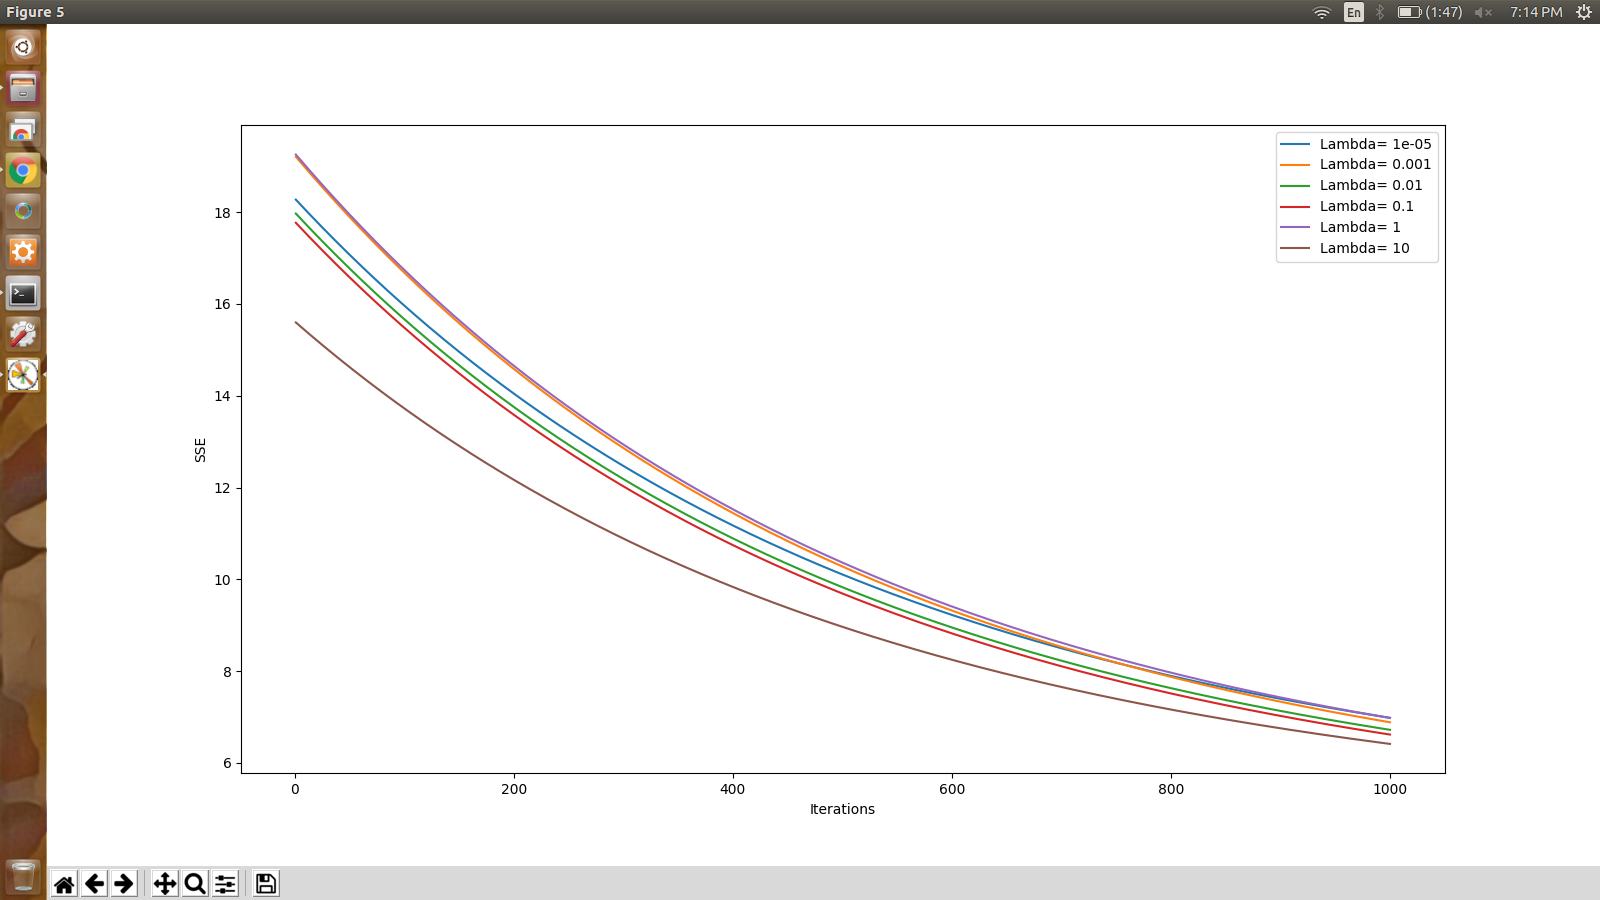 Figure 5
En
(1:47)
7:14 PM
Lambda= 1e-05
Lambda= 0.001
Lambda= 0.01
Lambda= 0.1
Lambda= 1
Lambda= 10
18
16
14
12
10
8
6
SSE
0 200 400 600 800 1000
Iterations